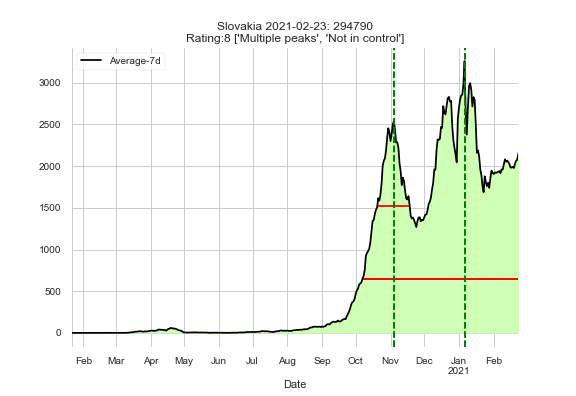 Slovakia 2021-02-23: 294790
Rating:8 ['Multiple peaks', 'Not in control']
Average-7d
3000
2500
2000
1500
1000
500
0
Feb Mar Apr May Jun Jul Aug Sep Oct Nov Dec Jan Feb
2021
Date